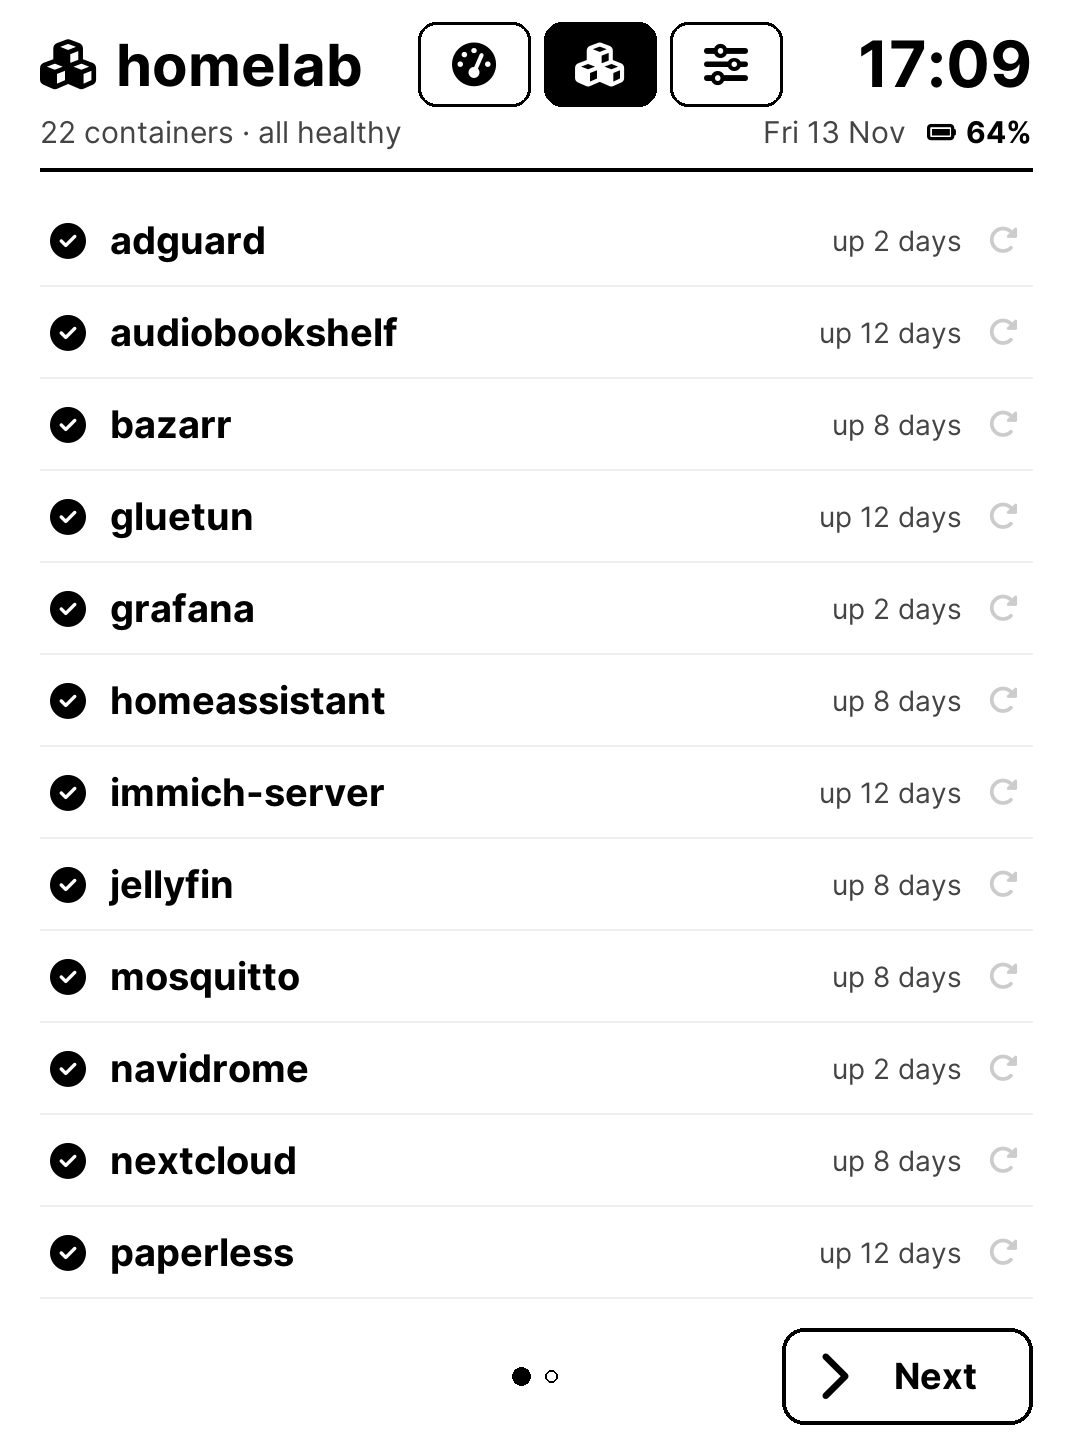 homelab 17:09
22 containers · all healthy Fri 13 Nov 64%
adguard up 2 days
audiobookshelf up 12 days
bazarr up 8 days
gluetun up 12 days
grafana up 2 days
homeassistant up 8 days
immich-server up 12 days
jellyfin up 8 days
mosquitto up 8 days
navidrome up 2 days
nextcloud up 8 days
paperless up 12 days
Next